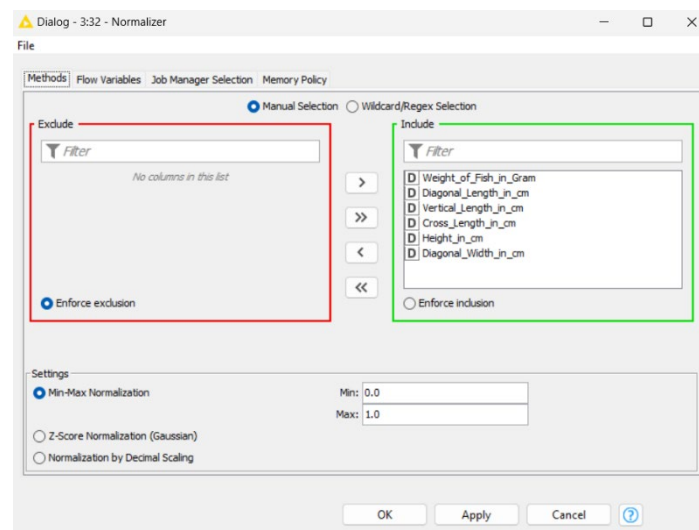 Dialog - 3:32 - Normalizer
File
Methods Flow Variables Job Manager Selection Memory Policy
Manual Selection Wildcard/Regex Selection
Exclude
Filter
No columns in this list
Enforce exclusion
>
>>
<
<<
Include
Filter
D Weight_of_Fish_in_Gram
D Diagonal_Length_in_cm
D Vertical_Length_in_cm
D Cross_Length_in_cm
D Height_in_cm
D Diagonal_Width_in_cm
Enforce inclusion
Settings
Min-Max Normalization
Min: 0.0
Max: 1.0
Z-Score Normalization (Gaussian)
Normalization by Decimal Scaling
OK Apply Cancel ?